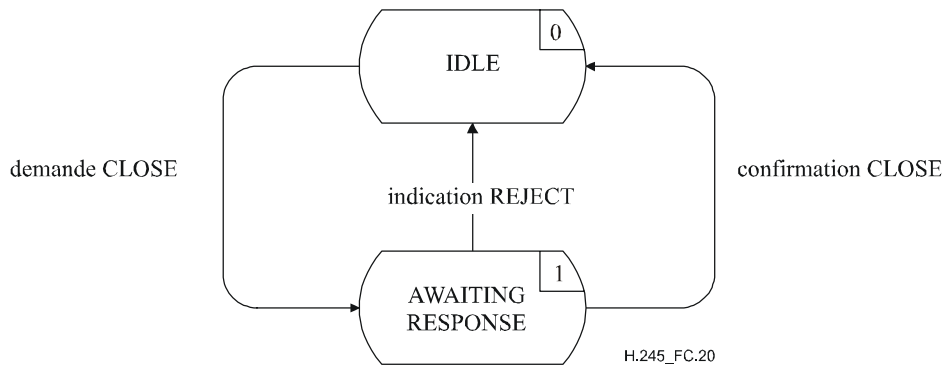 0
IDLE
demande CLOSE
confirmation CLOSE
indication REJECT
1
AWAITING
RESPONSE
H.245_FC.20